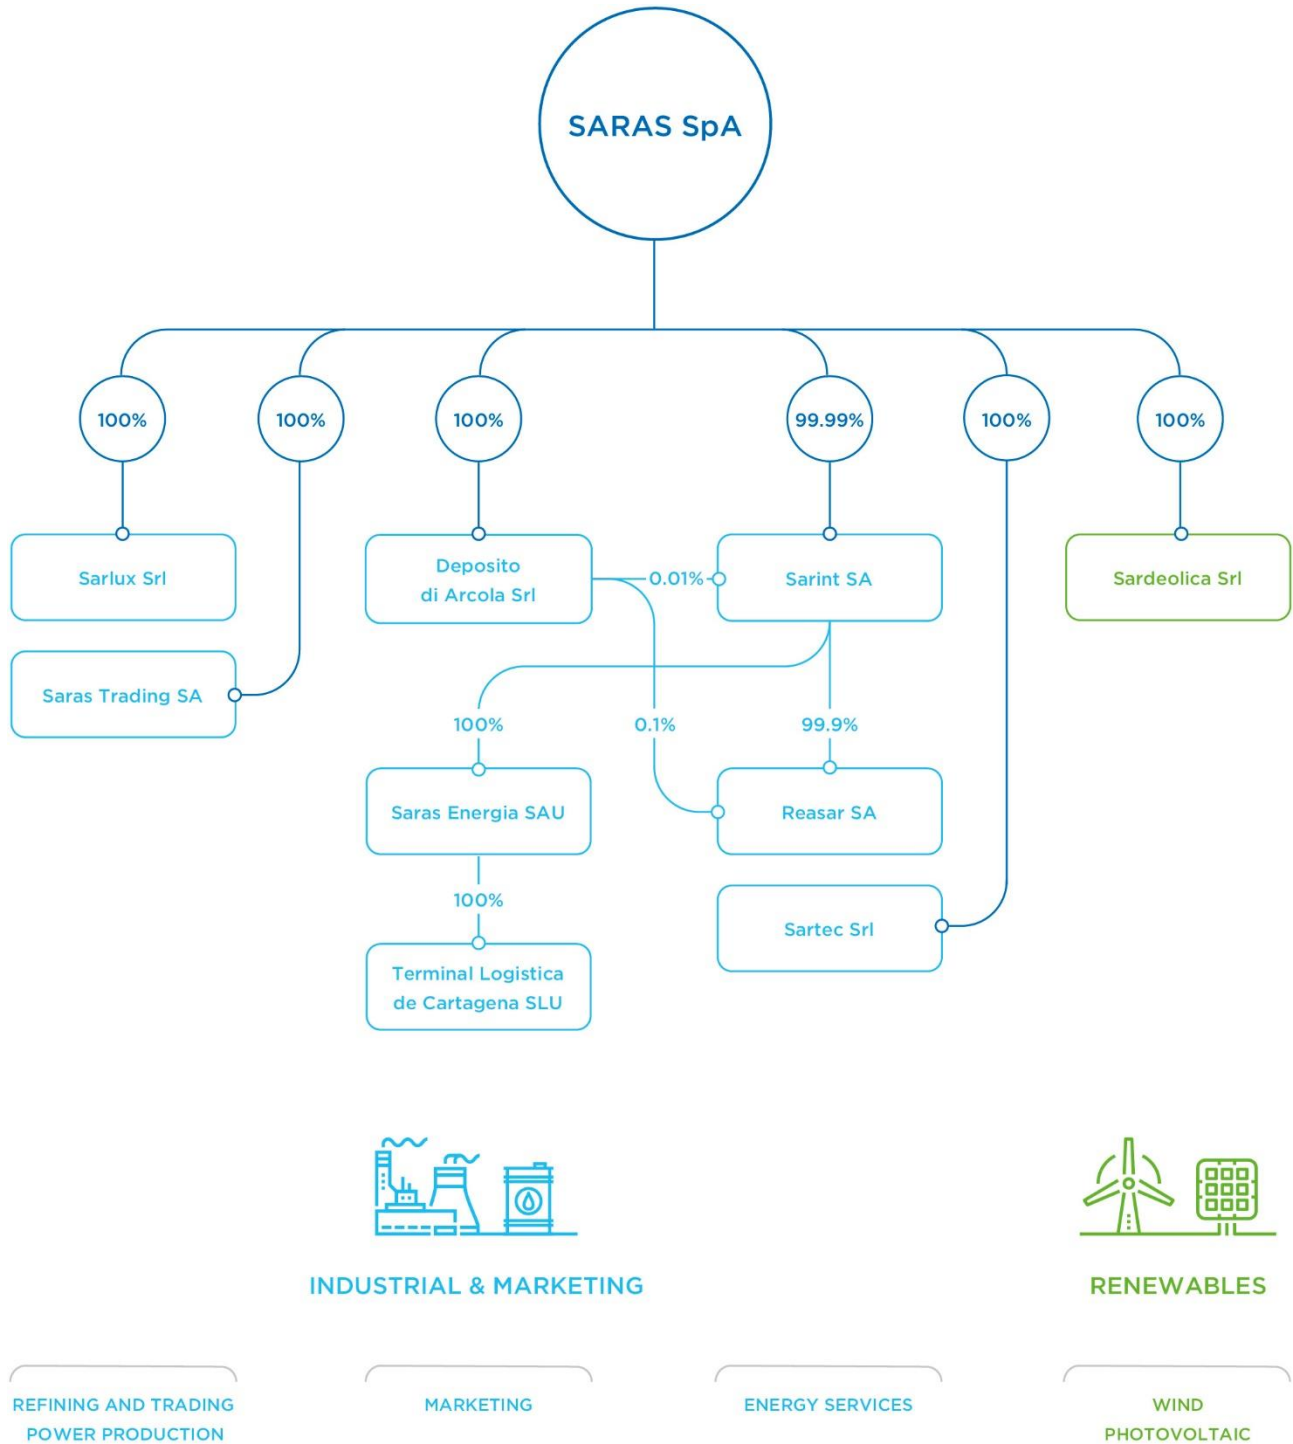 SARAS SpA
100%
100%
100%
99.99%
100%
100%
Sarlux Srl
Deposito
di Arcola Srl
0.01%
Sarint SA
Sardeolica Srl
Saras Trading SA
100%
0.1%
99.9%
Saras Energia SAU
Reasar SA
100%
Sartec Srl
Terminal Logistica
de Cartagena SLU
INDUSTRIAL & MARKETING
RENEWABLES
REFINING AND TRADING
POWER PRODUCTION
MARKETING
ENERGY SERVICES
WIND
PHOTOVOLTAIC